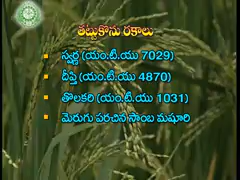 తట్టుకొను రకాలు
స్వర్ణ (యం.టి.యు 7029)
దీప్తి (యం.టి.యు 4870)
తొలకరి (యం.టి.యు 1031)
మెరుగు పరచిన సాంబ మషూరి